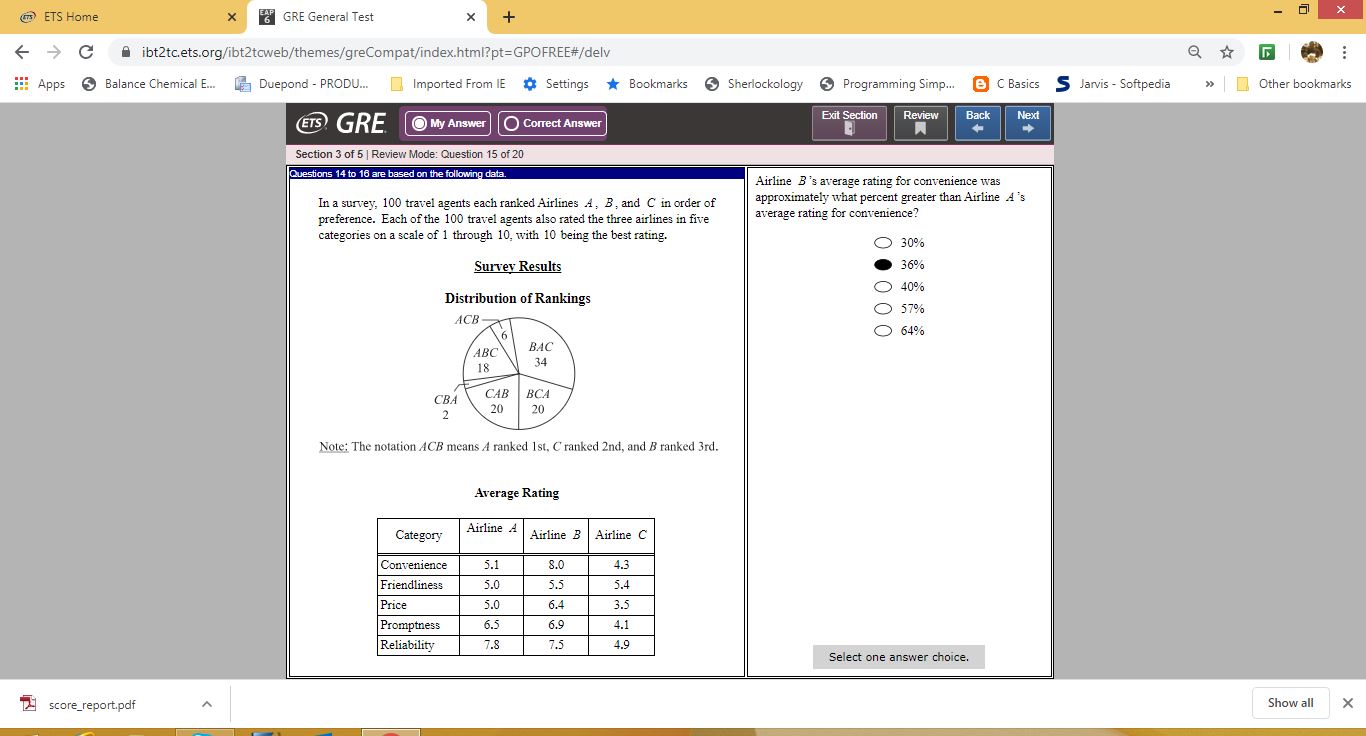 ETS Home
EAP 6 GRE General Test
ibt2tc.ets.org/ibt2tcweb/themes/greCompat/index.html?pt=GPOFREE#/delv
Apps Balance Chemical E... Duepond - PRODU... Imported From IE Settings Bookmarks Sherlockology Programming Simp... C Basics Jarvis - Softpedia » Other bookmarks
ETS GRE My Answer Correct Answer Exit Section Review Back Next
Section 3 of 5 | Review Mode: Question 15 of 20
Questions 14 to 16 are based on the following data.
In a survey, 100 travel agents each ranked Airlines A, B, and C in order of
preference. Each of the 100 travel agents also rated the three airlines in five
categories on a scale of 1 through 10, with 10 being the best rating.
Survey Results
Distribution of Rankings
ACB
6
BAC
34
ABC
18
CBA
2
CAB
20
BCA
20
Note: The notation ACB means A ranked 1st, C ranked 2nd, and B ranked 3rd.
Average Rating
Category Airline A Airline B Airline C
Convenience 5.1 8.0 4.3
Friendliness 5.0 5.5 5.4
Price 5.0 6.4 3.5
Promptness 6.5 6.9 4.1
Reliability 7.8 7.5 4.9
Airline B's average rating for convenience was
approximately what percent greater than Airline A's
average rating for convenience?
30%
36%
40%
57%
64%
Select one answer choice.
score_report.pdf
Show all